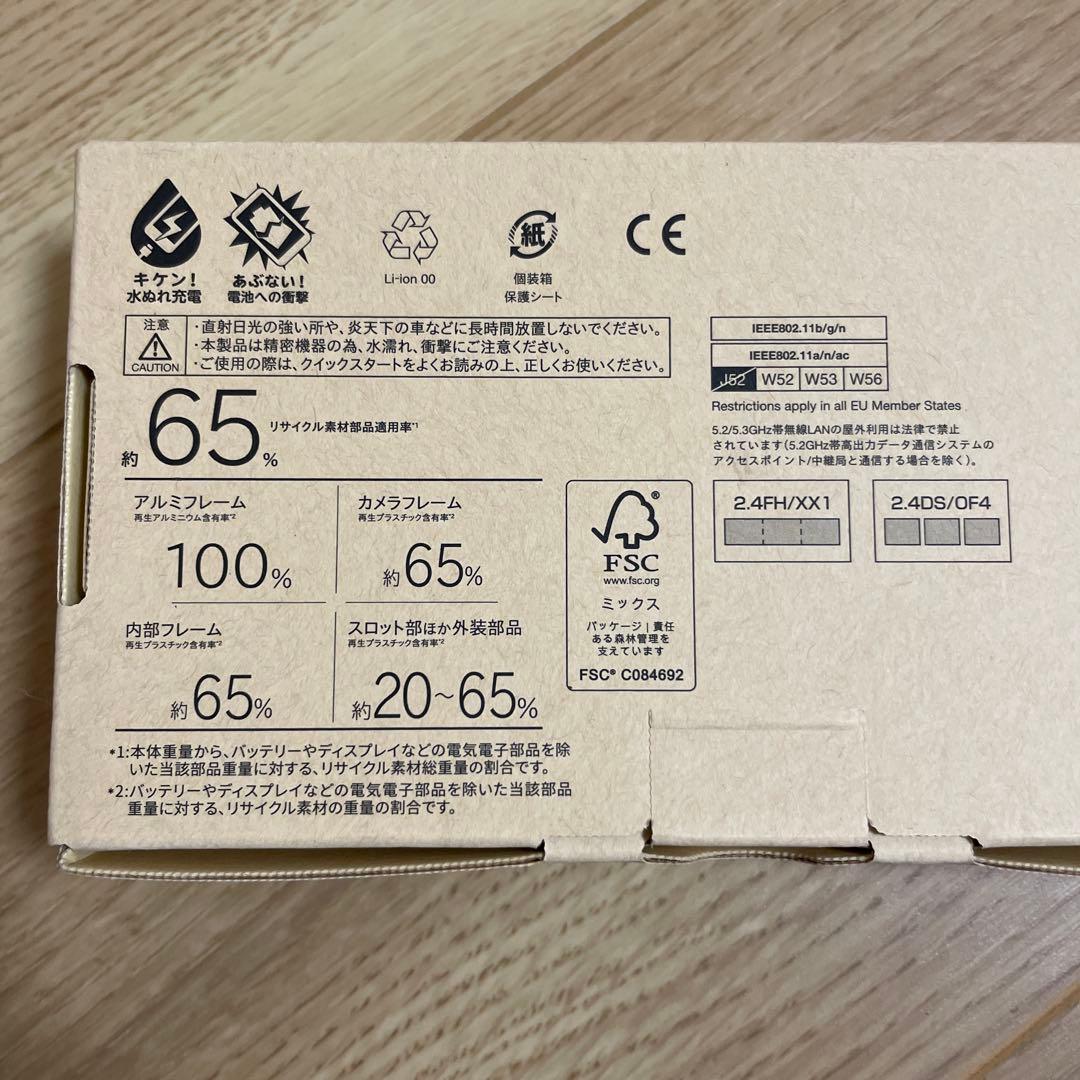 キケン!
水ぬれ充電
あぶない!
電池への衝撃
Li-ion 00
紙
個装箱
保護シート
CE
注意
CAUTION
・直射日光の強い所や、炎天下の車などに長時間放置しないでください。
・本製品は精密機器の為、水濡れ、衝撃にご注意ください。
・ご使用の際は、クイックスタートをよくお読みの上、正しくお使いください。
IEEE802.11b/g/n
IEEE802.11a/n/ac
J52 W52 W53 W56
Restrictions apply in all EU Member States
5.2/5.3GHz帯無線LANの屋外利用は法律で禁止
されています(5.2GHz帯高出力データ通信システムの
アクセスポイント/中継局と通信する場合を除く)。
2.4FH/XX1
2.4DS/OF4
約65% リサイクル素材部品適用率*1
アルミフレーム
再生アルミニウム含有率*2
100%
カメラフレーム
再生プラスチック含有率*2
約65%
内部フレーム
再生プラスチック含有率*2
約65%
スロット部ほか外装部品
再生プラスチック含有率*2
約20~65%
FSC®
www.fsc.org
ミックス
パッケージ|責任
ある森林管理を
支えています
FSC® C084692
*1:本体重量から、バッテリーやディスプレイなどの電気電子部品を除
いた当該部品重量に対する、リサイクル素材総重量の割合です。
*2:バッテリーやディスプレイなどの電気電子部品を除いた当該部品
重量に対する、リサイクル素材の重量の割合です。